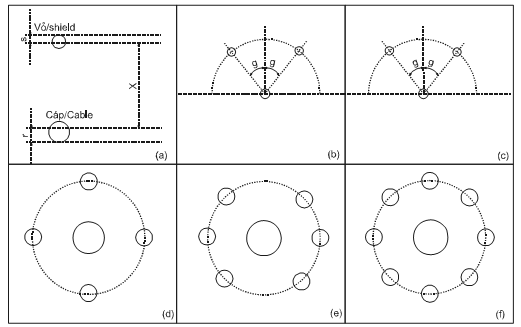 Vỏ/shield
s
X
Cáp/Cable
r
(a)
g g
(b)
g g
(c)
(d)
(e)
(f)